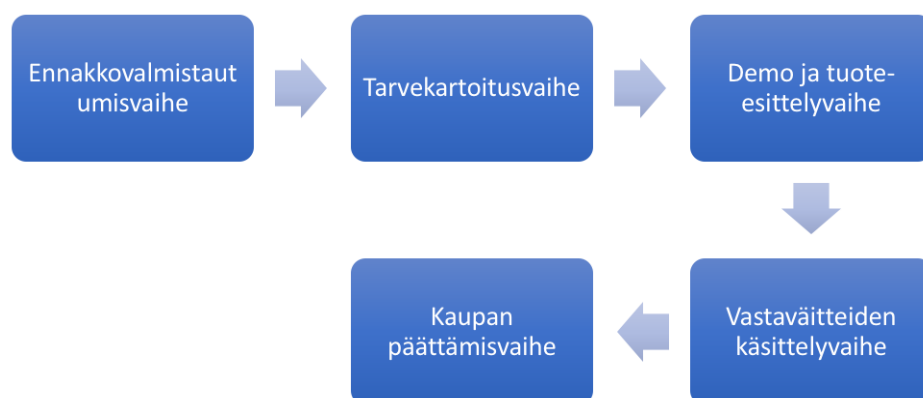 Ennakkovalmistaut
umisvaihe
Tarvekartoitusvaihe
Demo ja tuote-
esittelyvaihe
Vastaväitteiden
käsittelyvaihe
Kaupan
päättämisvaihe